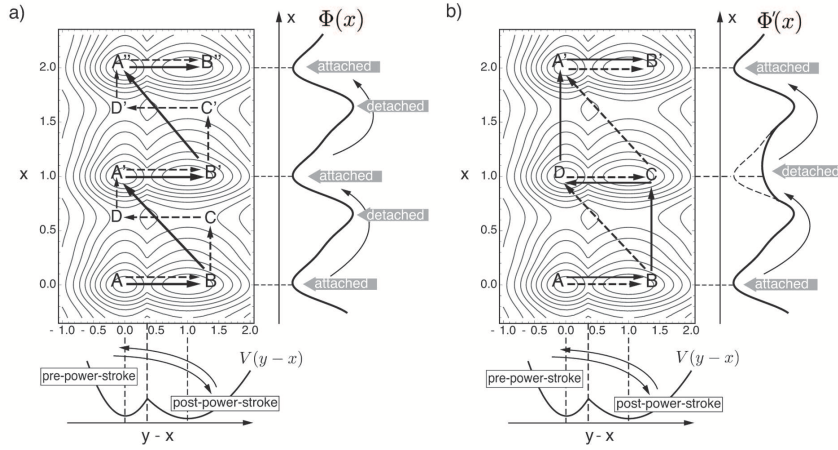 a)
x
Φ(x)
2.0
A''
B''
attached
D'
C'
detached
1.5
x
1.0
A'
B'
attached
D
C
detached
0.5
0.0
A
B
attached
- 1.0 - 0.5 0.0 0.5 1.0 1.5 2.0
V(y-x)
pre-power-stroke
post-power-stroke
y - x
b)
x
Φ'(x)
2.0
A'
B'
attached
1.5
x
1.0
D
C
detached
0.5
0.0
A
B
attached
- 1.0 - 0.5 0.0 0.5 1.0 1.5 2.0
V(y-x)
pre-power-stroke
post-power-stroke
y - x